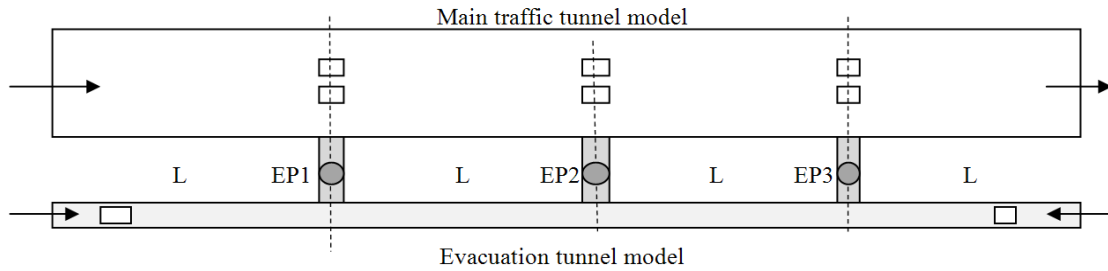 Main traffic tunnel model
L EP1 L EP2 L EP3 L
Evacuation tunnel model